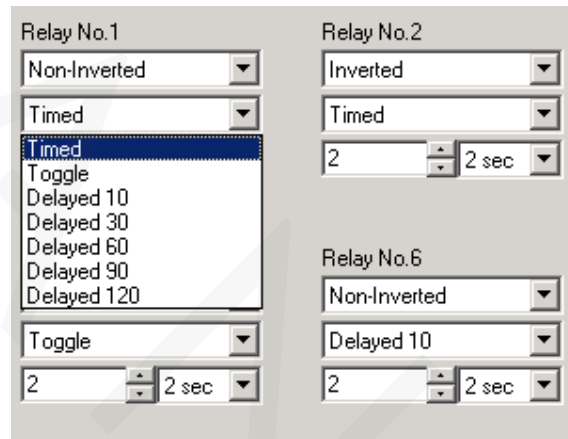 Relay No.1
Non-Inverted
Timed
Timed
Toggle
Delayed 10
Delayed 30
Delayed 60
Delayed 90
Delayed 120
Toggle
2 2 sec
Relay No.2
Inverted
Timed
2 2 sec
Relay No.6
Non-Inverted
Delayed 10
2 2 sec